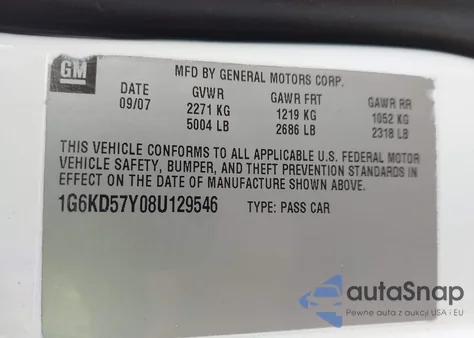 GM
MFD BY GENERAL MOTORS CORP.
DATE GVWR GAWR FRT GAWR RR
09/07 2271 KG 1219 KG 1052 KG
5004 LB 2686 LB 2318 LB
THIS VEHICLE CONFORMS TO ALL APPLICABLE U.S. FEDERAL MOTOR
VEHICLE SAFETY, BUMPER, AND THEFT PREVENTION STANDARDS IN
EFFECT ON THE DATE OF MANUFACTURE SHOWN ABOVE.
1G6KD57Y08U129546 TYPE: PASS CAR
autaSnap
Pewne auta z aukcji USA i EU